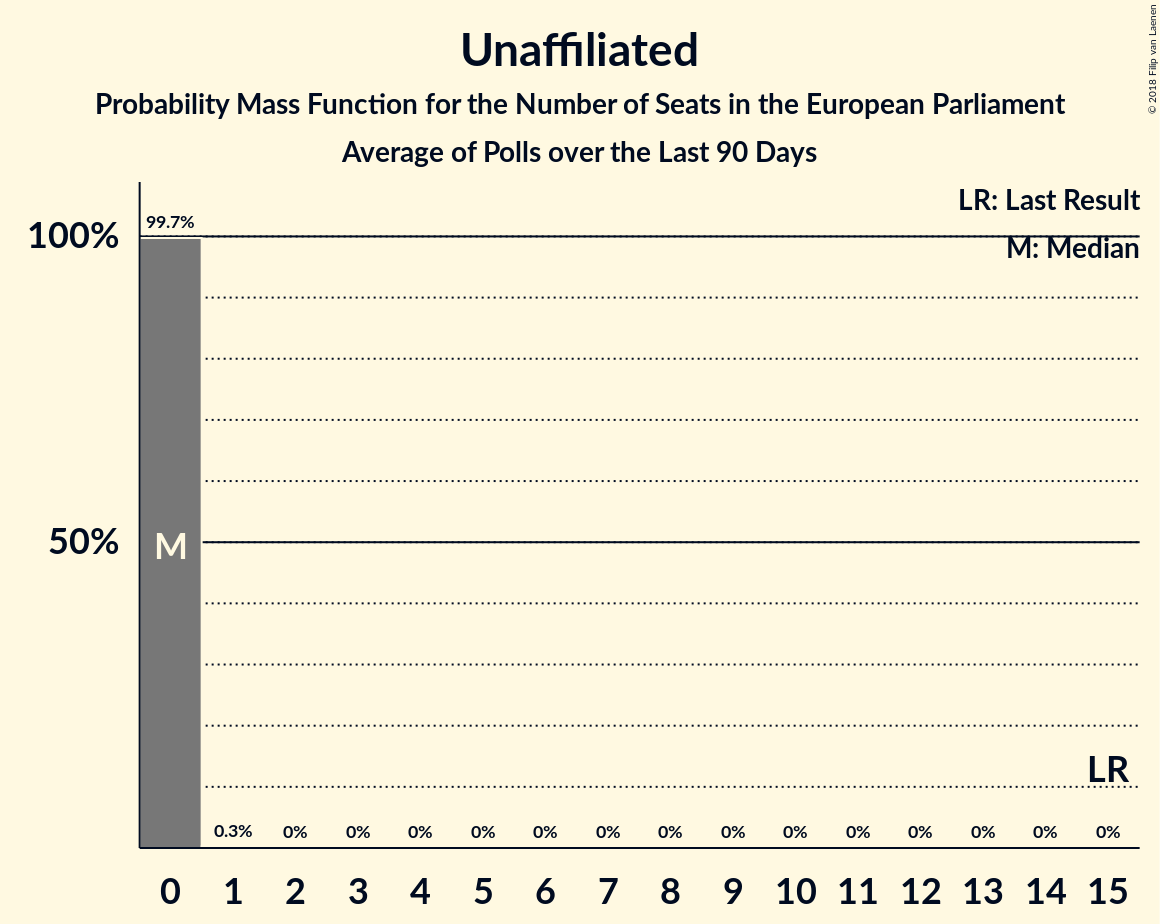 Unaffiliated
Probability Mass Function for the Number of Seats in the European Parliament
Average of Polls over the Last 90 Days
© 2018 Filip van Laenen
LR: Last Result
M: Median
99.7%
100%
50%
M
LR
0.3% 0% 0% 0% 0% 0% 0% 0% 0% 0% 0% 0% 0% 0% 0%
0 1 2 3 4 5 6 7 8 9 10 11 12 13 14 15